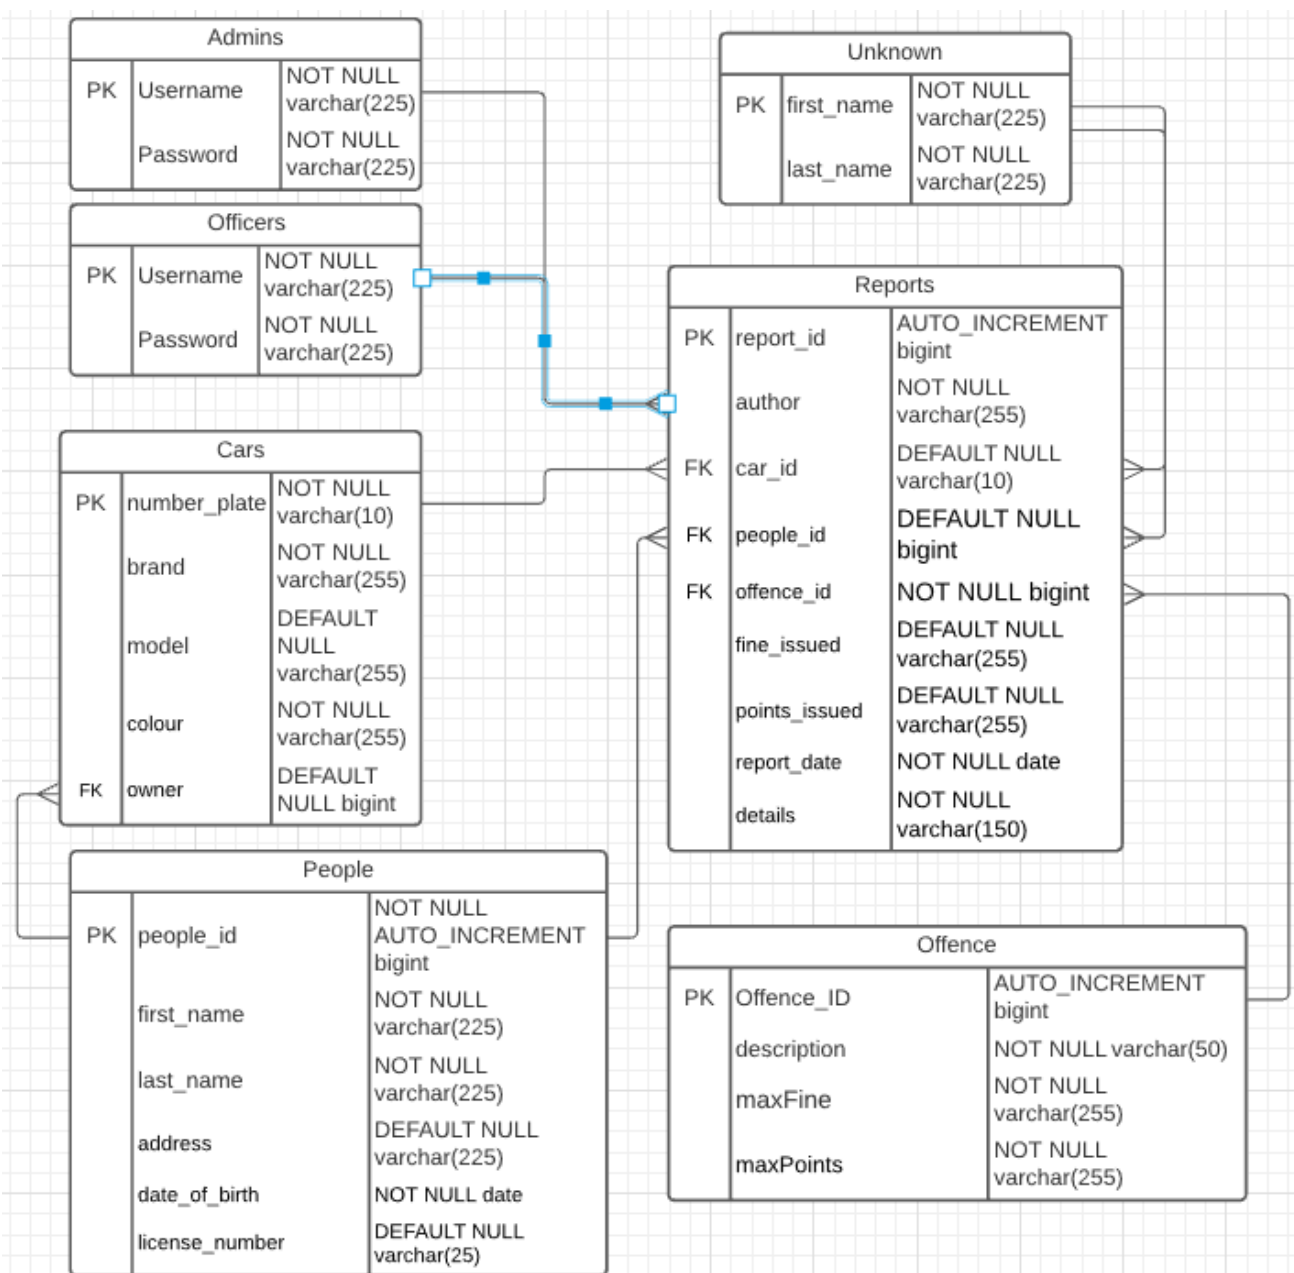 Admins
PK Username NOT NULL
varchar(225)
Password NOT NULL
varchar(225)
Officers
PK Username NOT NULL
varchar(225)
Password NOT NULL
varchar(225)
Cars
PK number_plate NOT NULL
varchar(10)
brand NOT NULL
varchar(255)
model DEFAULT
NULL
varchar(255)
colour NOT NULL
varchar(255)
FK owner DEFAULT
NULL bigint
People
PK people_id NOT NULL
AUTO_INCREMENT
bigint
first_name NOT NULL
varchar(225)
last_name NOT NULL
varchar(225)
address DEFAULT NULL
varchar(225)
date_of_birth NOT NULL date
license_number DEFAULT NULL
varchar(25)
Unknown
PK first_name NOT NULL
varchar(225)
last_name NOT NULL
varchar(225)
Reports
PK report_id AUTO_INCREMENT
bigint
author NOT NULL
varchar(255)
FK car_id DEFAULT NULL
varchar(10)
FK people_id DEFAULT NULL
bigint
FK offence_id NOT NULL bigint
fine_issued DEFAULT NULL
varchar(255)
points_issued DEFAULT NULL
varchar(255)
report_date NOT NULL date
details NOT NULL
varchar(150)
Offence
PK Offence_ID AUTO_INCREMENT
bigint
description NOT NULL varchar(50)
maxFine NOT NULL
varchar(255)
maxPoints NOT NULL
varchar(255)